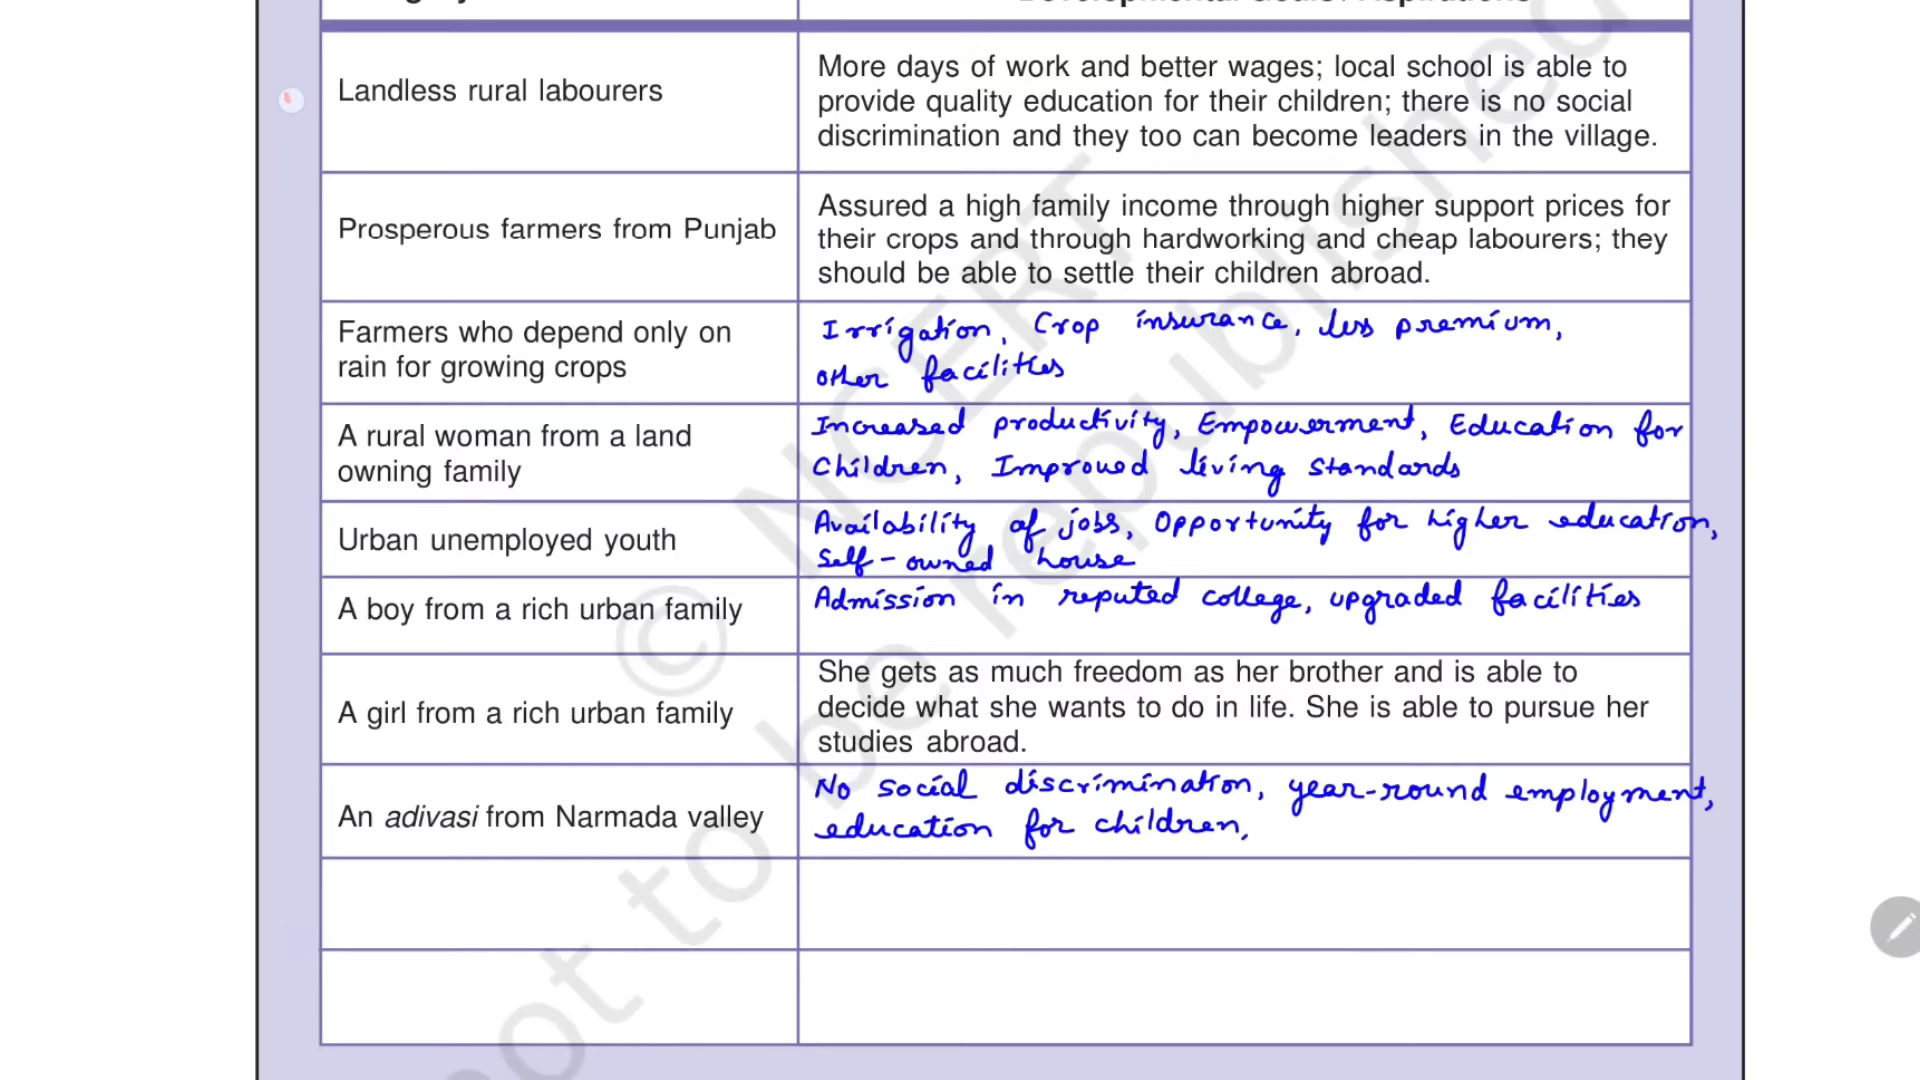 Landless rural labourers
More days of work and better wages; local school is able to
provide quality education for their children; there is no social
discrimination and they too can become leaders in the village.
Prosperous farmers from Punjab
Assured a high family income through higher support prices for
their crops and through hardworking and cheap labourers; they
should be able to settle their children abroad.
Farmers who depend only on
rain for growing crops
Irrigation, Crop insurance, less premium,
other facilities
A rural woman from a land
owning family
Increased productivity, Empowerment, Education for
Children, Improved living standards
Urban unemployed youth
Availability of jobs, Opportunity for higher education,
Self-owned house
A boy from a rich urban family
Admission in reputed college, upgraded facilities
A girl from a rich urban family
She gets as much freedom as her brother and is able to
decide what she wants to do in life. She is able to pursue her
studies abroad.
An adivasi from Narmada valley
No social discrimination, year-round employment,
education for children,
© NCERT
not to be republished